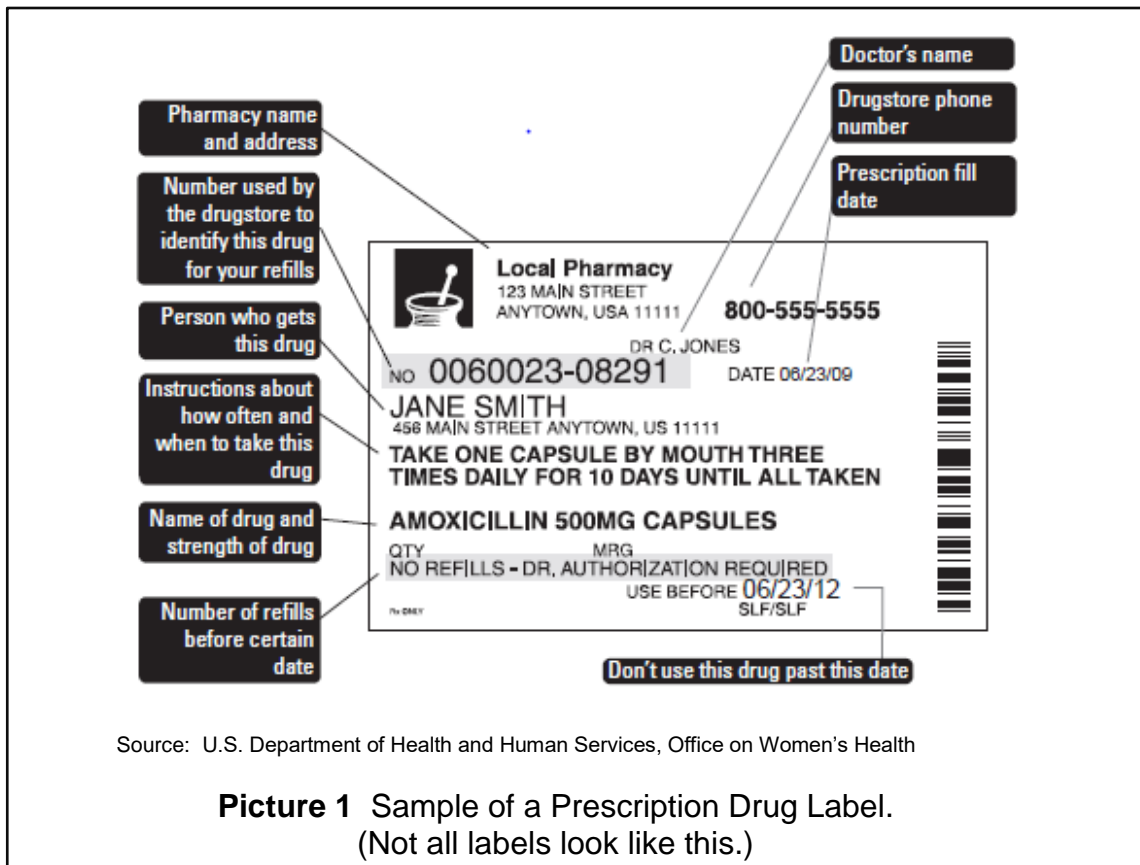 Doctor's name
Drugstore phone
number
Prescription fill
date
Pharmacy name
and address
Number used by
the drugstore to
identify this drug
for your refills
Person who gets
this drug
Instructions about
how often and
when to take this
drug
Name of drug and
strength of drug
Number of refills
before certain
date
Local Pharmacy
123 MAIN STREET
ANYTOWN, USA 11111
800-555-5555
DR C. JONES
NO 0060023-08291
DATE 06/23/09
JANE SMITH
456 MAIN STREET ANYTOWN, US 11111
TAKE ONE CAPSULE BY MOUTH THREE
TIMES DAILY FOR 10 DAYS UNTIL ALL TAKEN
AMOXICILLIN 500MG CAPSULES
QTY MRG
NO REFILLS - DR. AUTHORIZATION REQUIRED
USE BEFORE 06/23/12
SLF/SLF
Rx ONLY
Don't use this drug past this date
Source: U.S. Department of Health and Human Services, Office on Women's Health
Picture 1 Sample of a Prescription Drug Label.
(Not all labels look like this.)